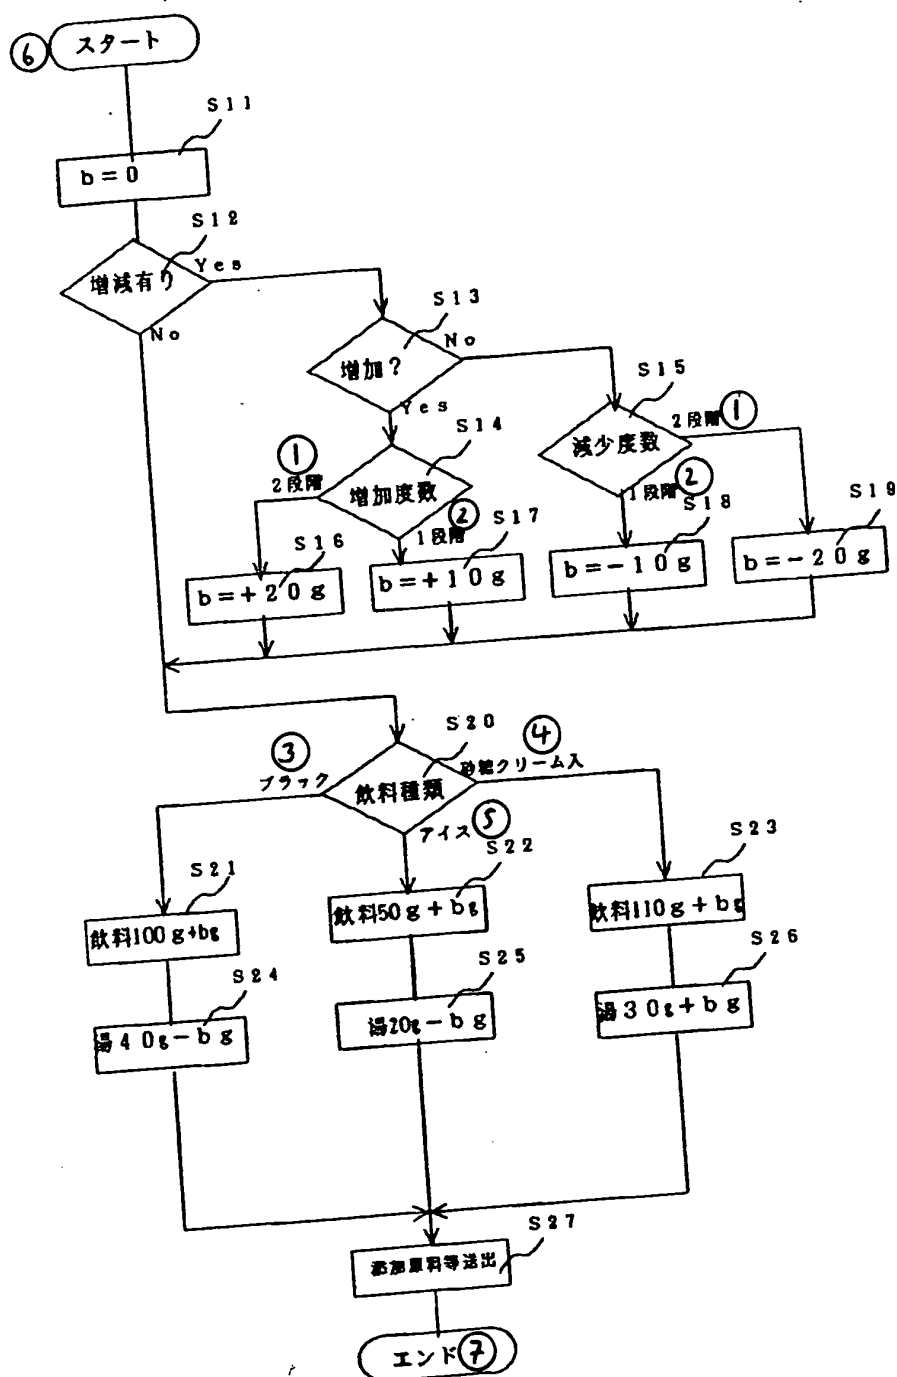 ⑥ スタート
S11
b=0
S12
増減有り
Yes
No
S13
増加?
No
Yes
S15
減少度数
2段階 ①
1段階 ②
S14
増加度数
①
2段階
②
1段階
S16
b=+20g
S17
b=+10g
S18
b=-10g
S19
b=-20g
S20
飲料種類
③
ブラック
④
砂糖クリーム入
アイス ⑤
S21
飲料100g+bg
S22
飲料50g+bg
S23
飲料110g+bg
S24
湯40g-bg
S25
湯20g-bg
S26
湯30g+bg
S27
添加原料等送出
エンド ⑦